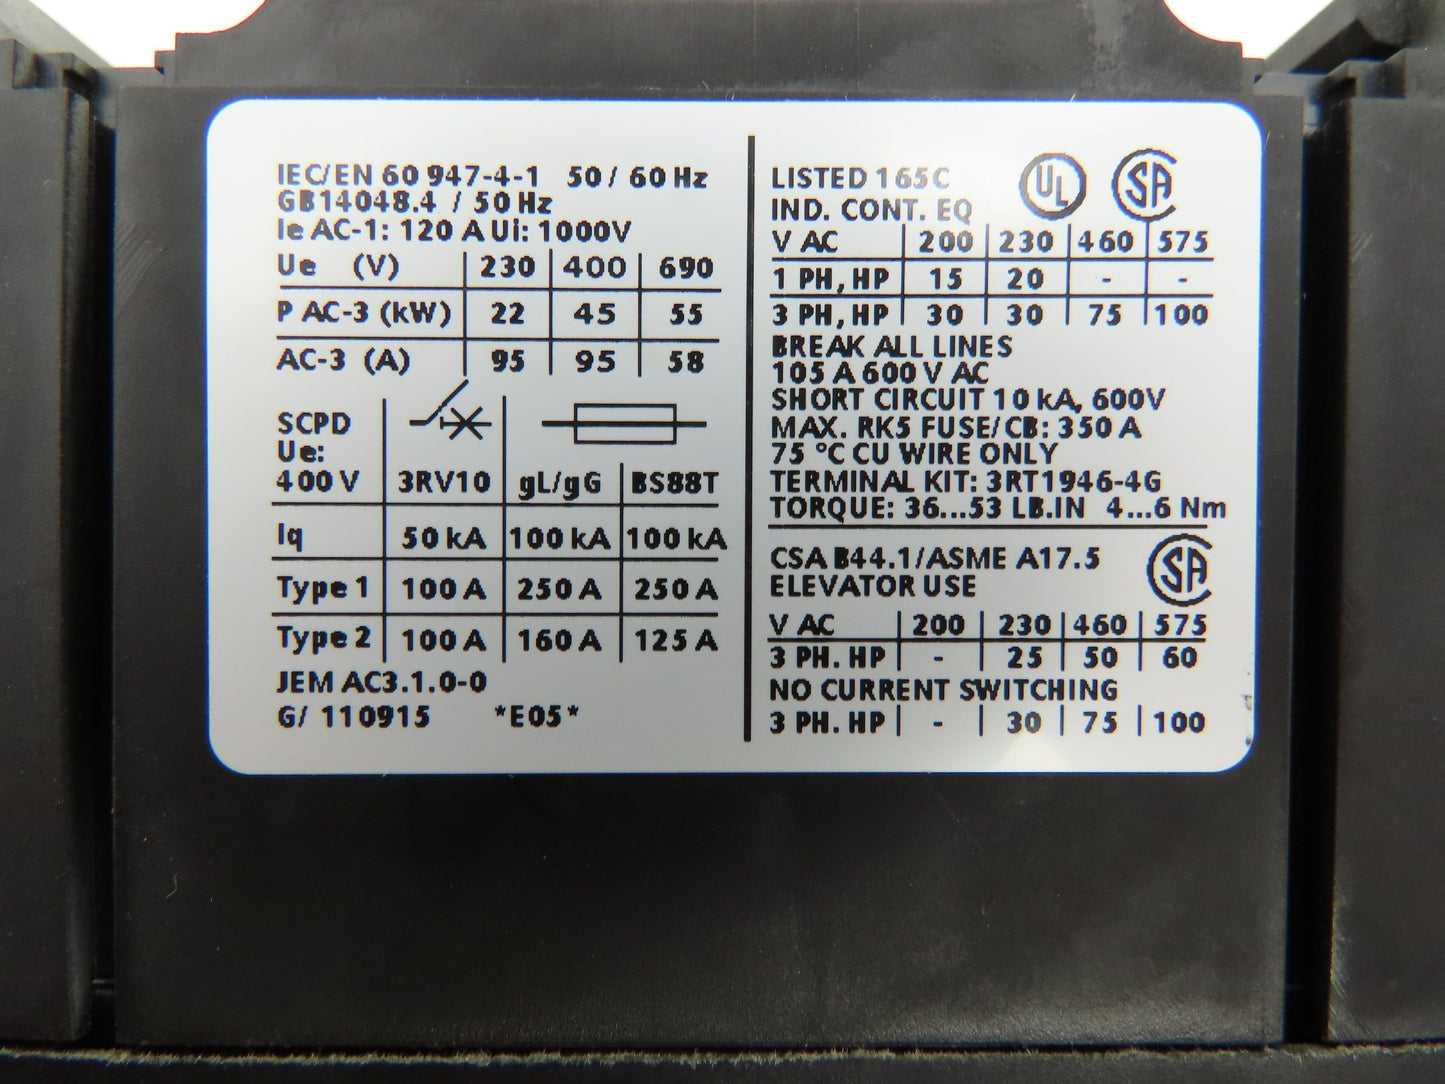 IEC/EN 60 947-4-1 50 / 60 Hz
GB14048.4 / 50 Hz
Ie AC-1: 120 A Ui: 1000V
Ue (V) 230 400 690
P AC-3 (kW) 22 45 55
AC-3 (A) 95 95 58
SCPD
Ue:
400 V 3RV10 gL/gG BS88T
Iq 50 kA 100 kA 100 kA
Type 1 100 A 250 A 250 A
Type 2 100 A 160 A 125 A
JEM AC3.1.0-0
G/ 110915 *E05*
LISTED 165C UL SA
IND. CONT. EQ
V AC 200 230 460 575
1 PH, HP 15 20 - -
3 PH, HP 30 30 75 100
BREAK ALL LINES
105 A 600 V AC
SHORT CIRCUIT 10 kA, 600V
MAX. RK5 FUSE/CB: 350 A
75 °C CU WIRE ONLY
TERMINAL KIT: 3RT1946-4G
TORQUE: 36...53 LB.IN 4...6 Nm
CSA B44.1/ASME A17.5 SA
ELEVATOR USE
V AC 200 230 460 575
3 PH. HP - 25 50 60
NO CURRENT SWITCHING
3 PH. HP - 30 75 100